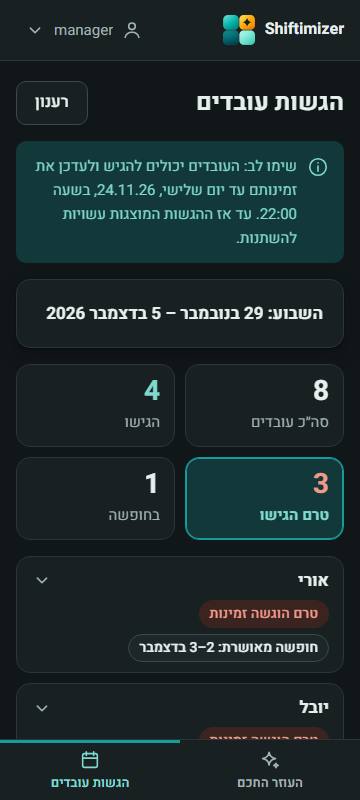 Shiftimizer
manager
הגשות עובדים
רענון
שימו לב: העובדים יכולים להגיש ולעדכן את
זמינותם עד יום שלישי, 24.11.26, בשעה
22:00. עד אז ההגשות המוצגות עשויות
להשתנות.
השבוע: 29 בנובמבר – 5 בדצמבר 2026
8
סה״כ עובדים
4
הגישו
3
טרם הגישו
1
בחופשה
אורי
טרם הוגשה זמינות
חופשה מאושרת: 2–3 בדצמבר
יובל
טרם הוגשה זמינות
העוזר החכם
הגשות עובדים